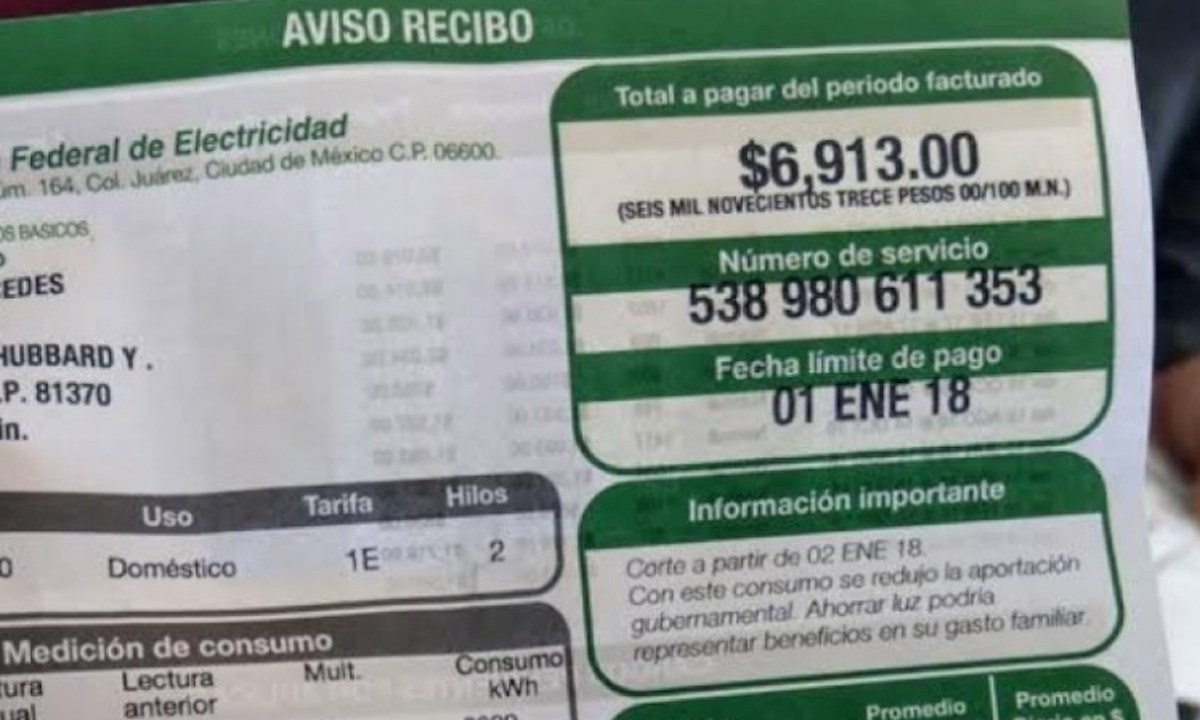 AVISO RECIBO
Federal de Electricidad
164, Col. Juárez, Ciudad de México C.P. 06600.
BASICOS,
Total a pagar del periodo facturado
$6,913.00
(SEIS MIL NOVECIENTOS TRECE PESOS 00/100 M.N.)
Número de servicio
538 980 611 353
Fecha límite de pago
01 ENE 18
HUBBARD Y .
81370
Uso Tarifa Hilos
Doméstico 1E 2
Información importante
Corte a partir de 02 ENE 18.
Con este consumo se redujo la aportación
gubernamental. Ahorrar luz podría
representar beneficios en su gasto familiar.
Medición de consumo
Lectura
anterior
Mult.
Consumo
kWh
Promedio
Promedio